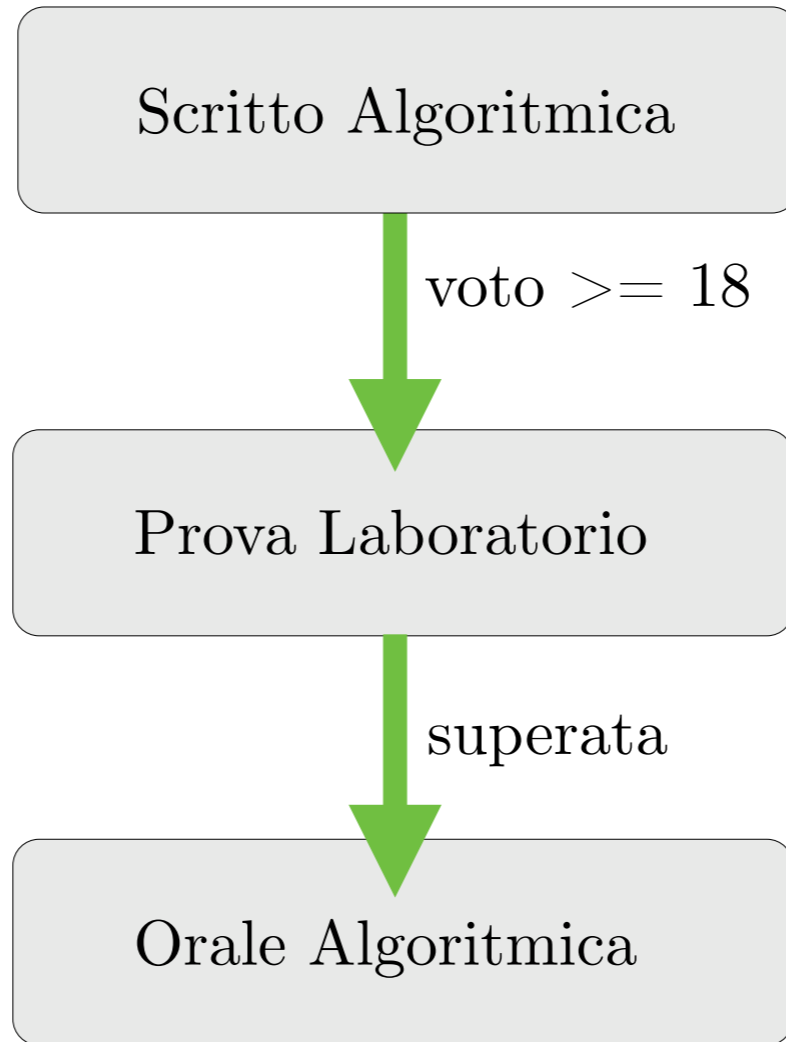 Scritto Algoritmica
voto >= 18
Prova Laboratorio
superata
Orale Algoritmica